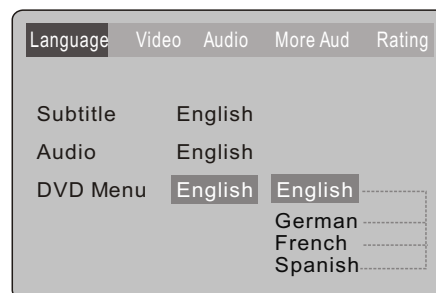 Language Video Audio More Aud Rating
Subtitle English
Audio English
DVD Menu English English
German
French
Spanish